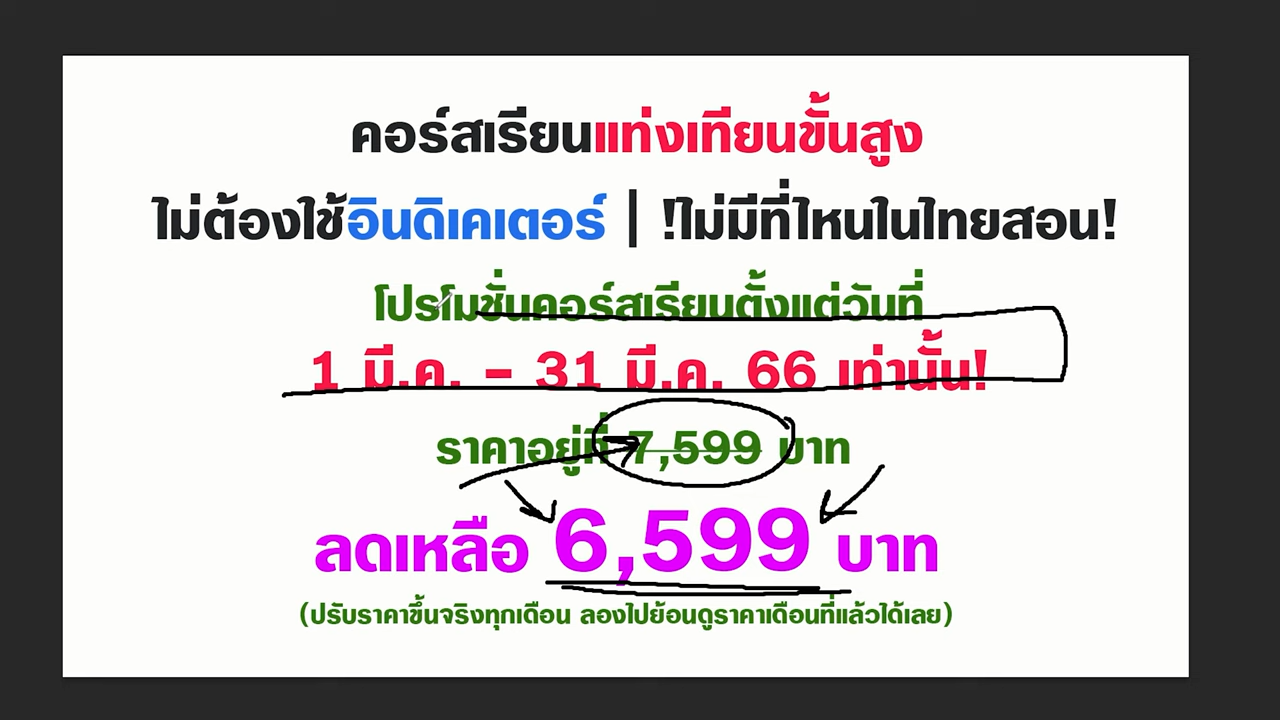 คอร์สเรียนแท่งเทียนขั้นสูง
ไม่ต้องใช้อินดิเคเตอร์ | !ไม่มีที่ไหนในไทยสอน!
โปรโมชั่นคอร์สเรียนตั้งแต่วันที่
1 มี.ค. – 31 มี.ค. 66 เท่านั้น!
ราคาอยู่ที่ 7,599 บาท
ลดเหลือ 6,599 บาท
(ปรับราคาขึ้นจริงทุกเดือน ลองไปย้อนดูราคาเดือนที่แล้วได้เลย)